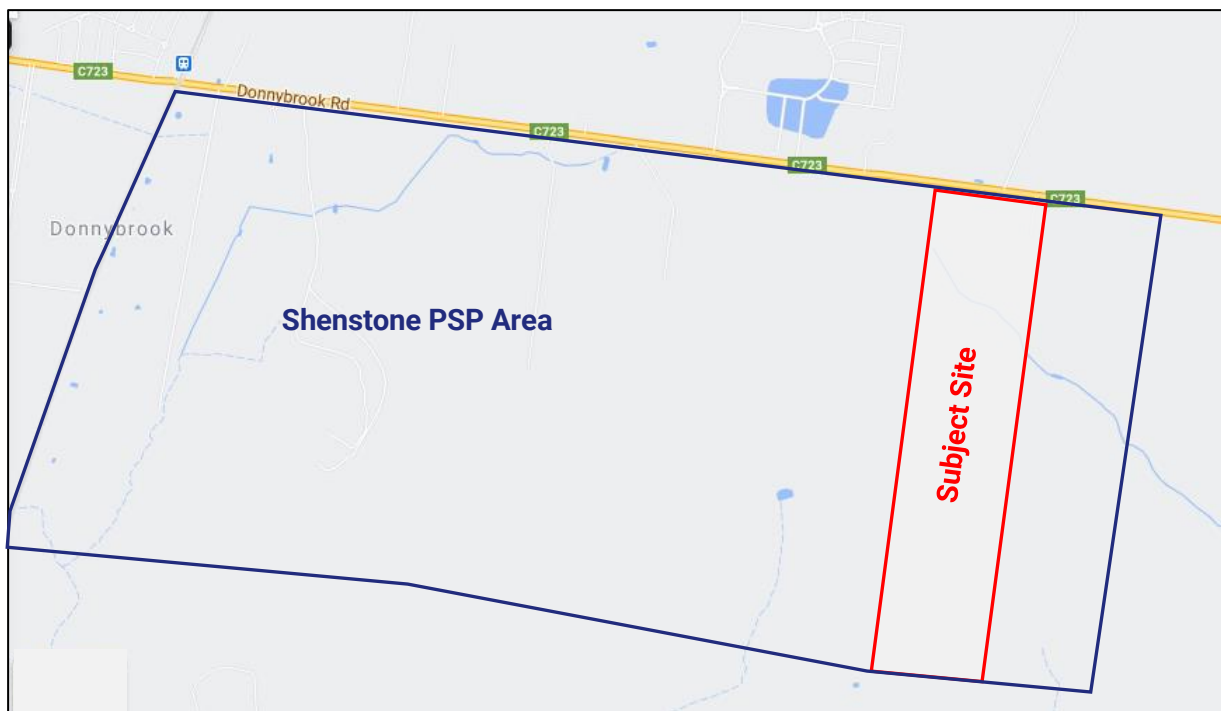 C723
Donnybrook Rd
C723
C723
C723
Donnybrook
Shenstone PSP Area
Subject Site